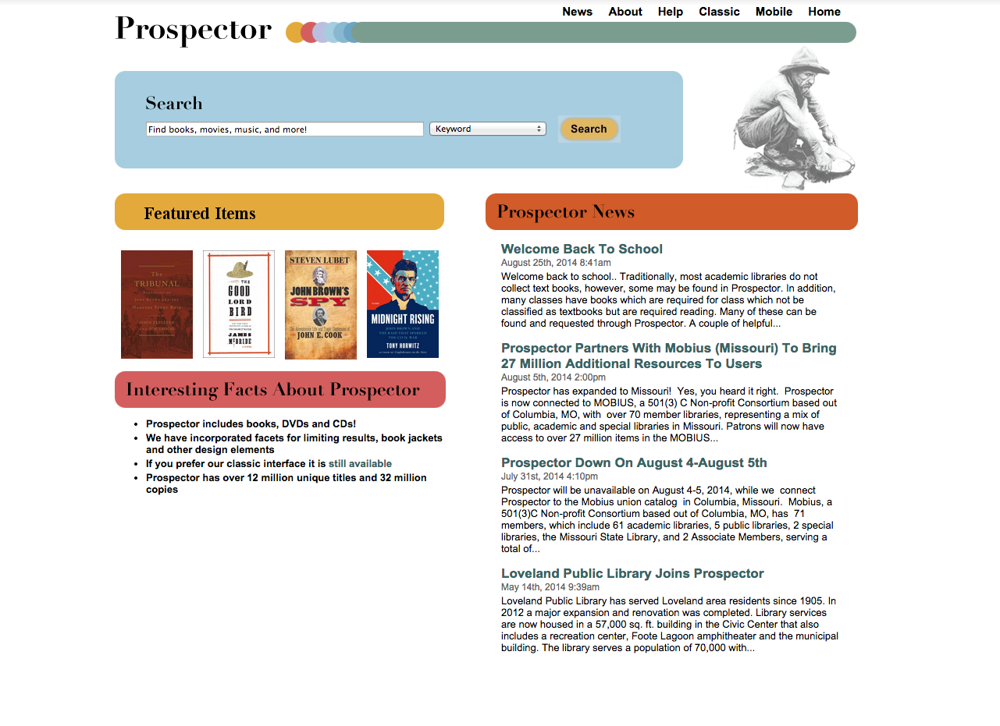 News About Help Classic Mobile Home
Prospector
Search
Find books, movies, music, and more!
Keyword
Search
Featured Items
The
TRIBUNAL
JOHN STAUFFER
THE
GOOD
LORD
BIRD
JAMES
McBRIDE
STEVEN LUBET
JOHN BROWN'S
SPY
JOHN E. COOK
MIDNIGHT RISING
JOHN BROWN AND
THE RAID THAT SPARKED
THE CIVIL WAR
TONY HORWITZ
Interesting Facts About Prospector
• Prospector includes books, DVDs and CDs!
• We have incorporated facets for limiting results, book jackets
and other design elements
• If you prefer our classic interface it is still available
• Prospector has over 12 million unique titles and 32 million
copies
Prospector News
Welcome Back To School
August 25th, 2014 8:41am
Welcome back to school.. Traditionally, most academic libraries do not
collect text books, however, some may be found in Prospector. In addition,
many classes have books which are required for class which not be
classified as textbooks but are required reading. Many of these can be
found and requested through Prospector. A couple of helpful...
Prospector Partners With Mobius (Missouri) To Bring
27 Million Additional Resources To Users
August 5th, 2014 2:00pm
Prospector has expanded to Missouri!  Yes, you heard it right.  Prospector
is now connected to MOBIUS, a 501(3) C Non-profit Consortium based out
of Columbia, MO, with  over 70 member libraries, representing a mix of
public, academic and special libraries in Missouri. Patrons will now have
access to over 27 million items in the MOBIUS...
Prospector Down On August 4-August 5th
July 31st, 2014 4:10pm
Prospector will be unavailable on August 4-5, 2014, while we  connect
Prospector to the Mobius union catalog  in Columbia, Missouri.  Mobius, a
501(3)C Non-profit Consortium based out of Columbia, MO, has  71
members, which include 61 academic libraries, 5 public libraries, 2 special
libraries, the Missouri State Library, and 2 Associate Members, serving a
total of...
Loveland Public Library Joins Prospector
May 14th, 2014 9:39am
Loveland Public Library has served Loveland area residents since 1905. In
2012 a major expansion and renovation was completed. Library services
are now housed in a 57,000 sq. ft. building in the Civic Center that also
includes a recreation center, Foote Lagoon amphitheater and the municipal
building. The library serves a population of 70,000 with...